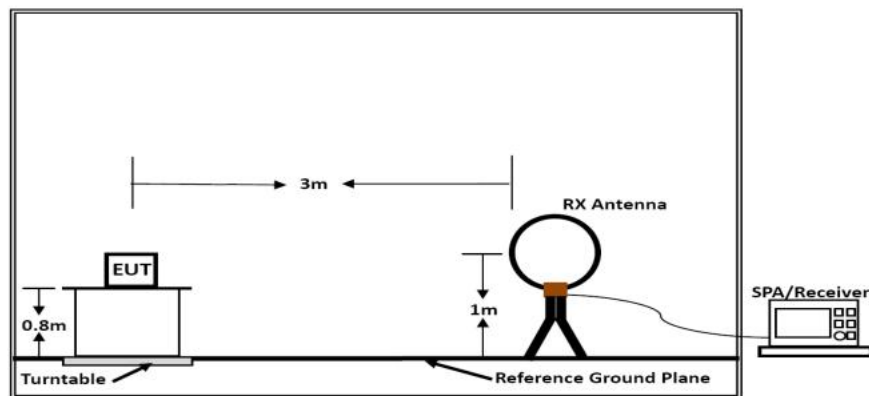 3m
RX Antenna
EUT
SPA/Receiver
0.8m
1m
Turntable
Reference Ground Plane